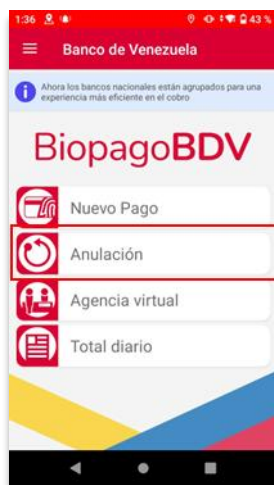 1:36 43 %
Banco de Venezuela
Ahora los bancos nacionales están agrupados para una
experiencia más eficiente en el cobro
BiopagoBDV
Nuevo Pago
Anulación
Agencia virtual
Total diario